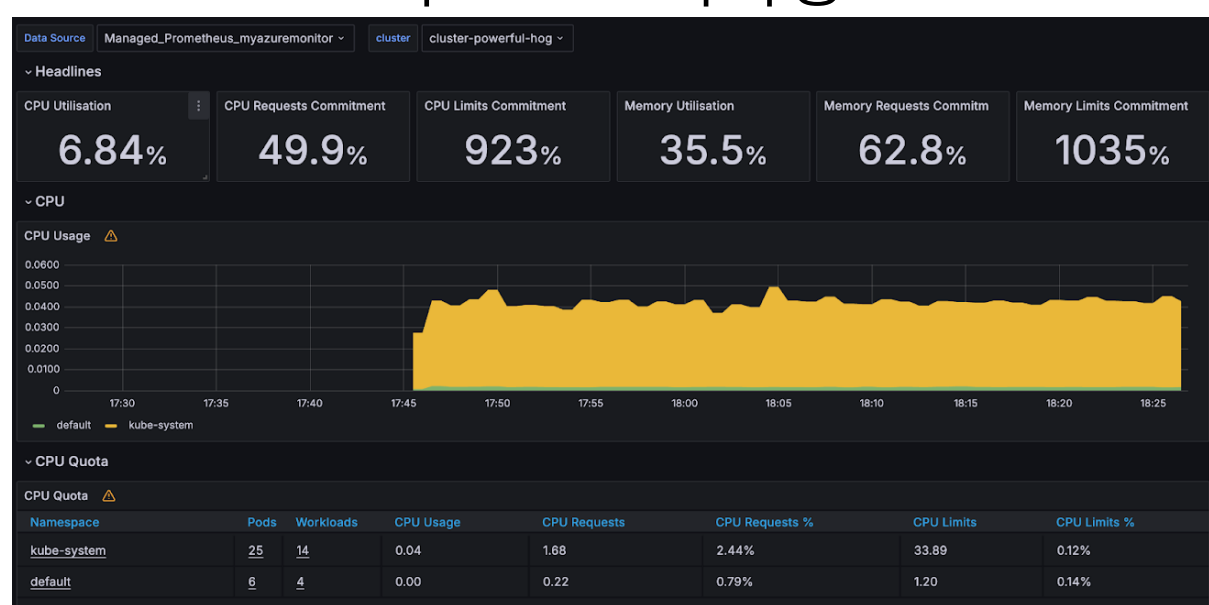 Data Source Managed_Prometheus_myazuremonitor cluster cluster-powerful-hog
Headlines
CPU Utilisation CPU Requests Commitment CPU Limits Commitment Memory Utilisation Memory Requests Commitm Memory Limits Commitment
6.84% 49.9% 923% 35.5% 62.8% 1035%
CPU
CPU Usage
0.0600
0.0500
0.0400
0.0300
0.0200
0.0100
0
17:30 17:35 17:40 17:45 17:50 17:55 18:00 18:05 18:10 18:15 18:20 18:25
default kube-system
CPU Quota
CPU Quota
Namespace Pods Workloads CPU Usage CPU Requests CPU Requests % CPU Limits CPU Limits %
kube-system 25 14 0.04 1.68 2.44% 33.89 0.12%
default 6 4 0.00 0.22 0.79% 1.20 0.14%